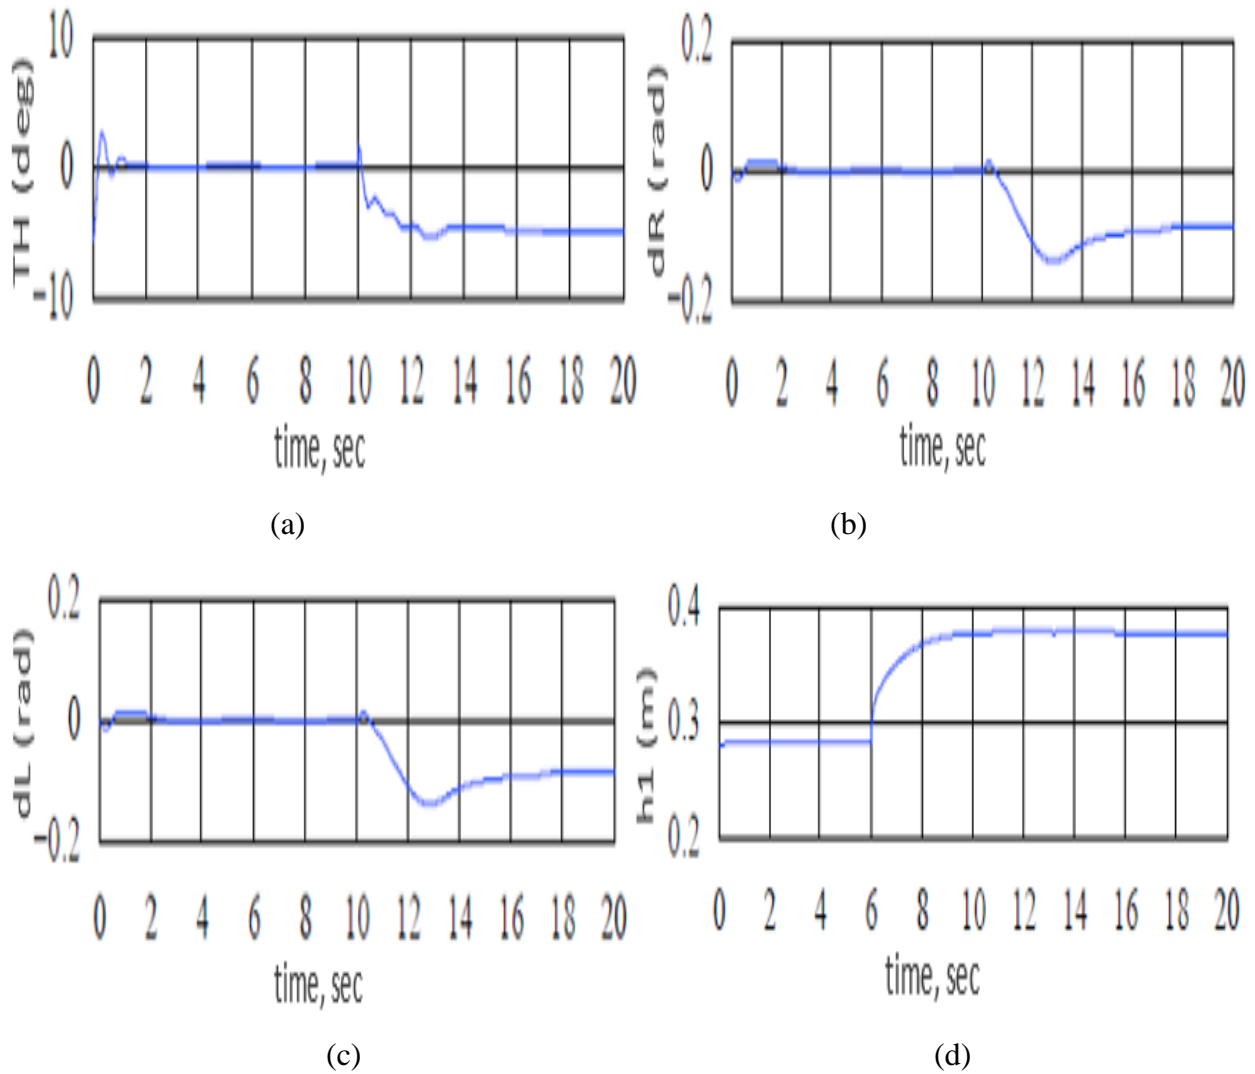 10
0
-10
TH (deg)
0 2 4 6 8 10 12 14 16 18 20
time, sec
(a)
0.2
0
-0.2
dR (rad)
0 2 4 6 8 10 12 14 16 18 20
time, sec
(b)
0.2
0
-0.2
dL (rad)
0 2 4 6 8 10 12 14 16 18 20
time, sec
(c)
0.4
0.3
0.2
h1 (m)
0 2 4 6 8 10 12 14 16 18 20
time, sec
(d)